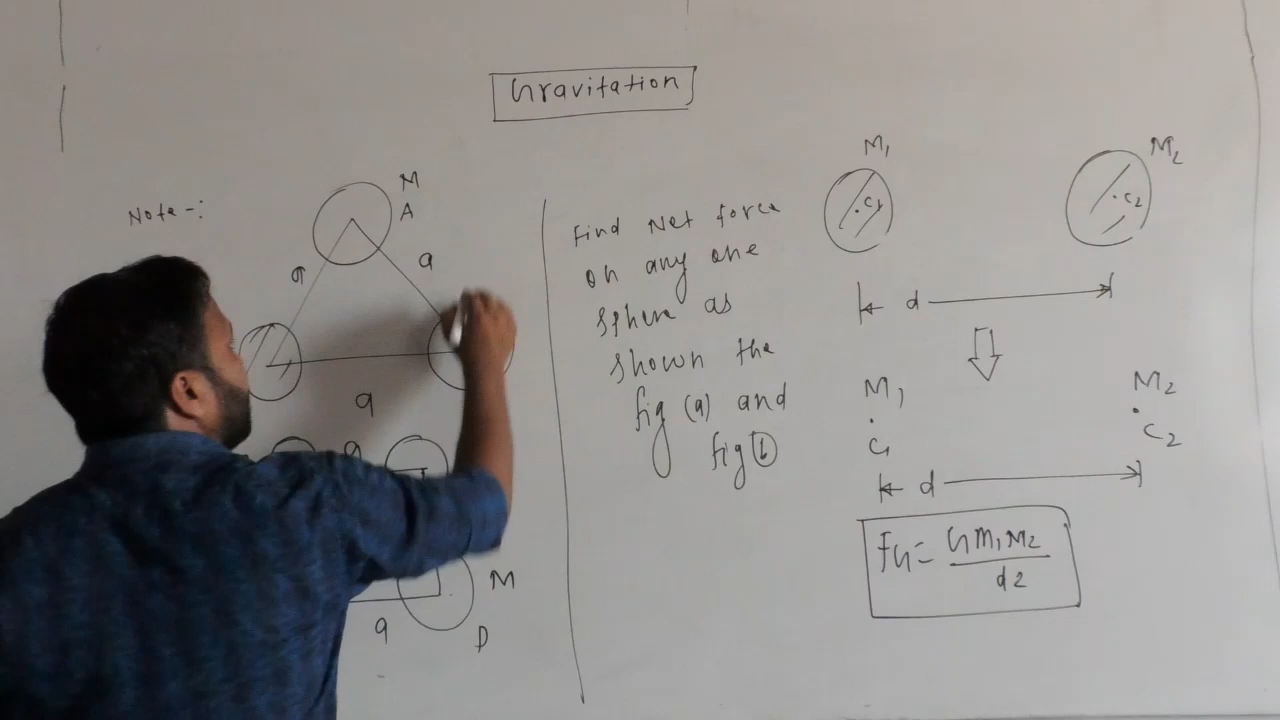 Gravitation
Note-:
M
A
a
a
a
a
M
a
D
Find Net force
on any one
sphere as
shown the
fig (a) and
fig (b)
M1
M2
.c1
.c2
d
M1
M2
c1
c2
d
FG = GM1M2
d2